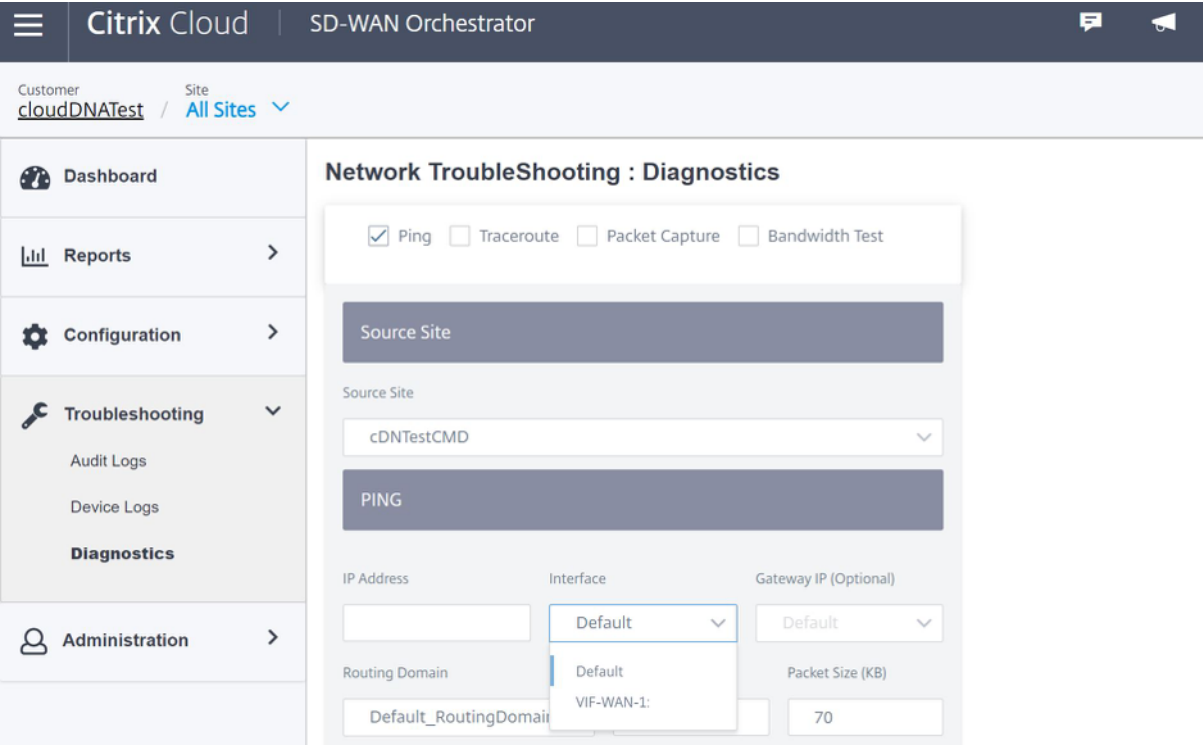 Citrix Cloud | SD-WAN Orchestrator
Customer
cloudDNATest
/
Site
All Sites
Dashboard
Reports
Configuration
Troubleshooting
Audit Logs
Device Logs
Diagnostics
Administration
Network TroubleShooting : Diagnostics
Ping Traceroute Packet Capture Bandwidth Test
Source Site
Source Site
cDNTestCMD
PING
IP Address Interface Gateway IP (Optional)
Default Default
Default
VIF-WAN-1:
Routing Domain Packet Size (KB)
Default_RoutingDomain 70